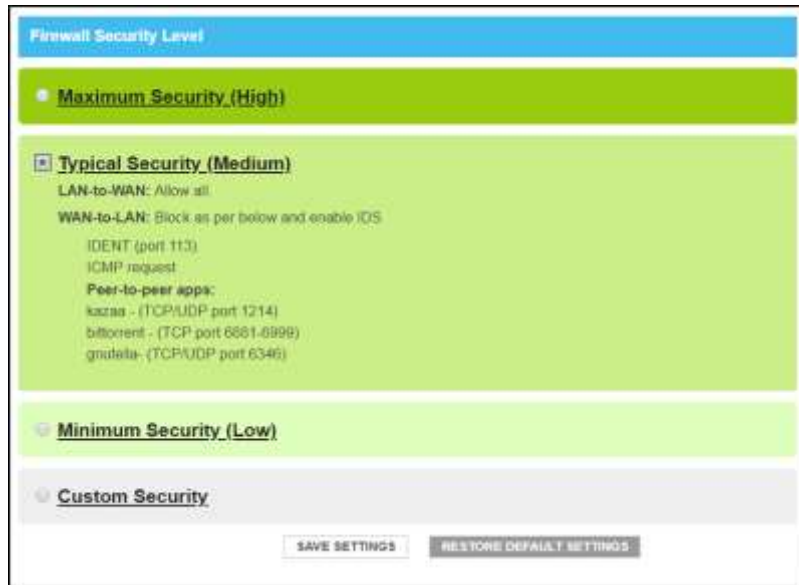 Firewall Security Level
Maximum Security (High)
Typical Security (Medium)
LAN-to-WAN: Allow all.
WAN-to-LAN: Block as per below and enable IDS
IDENT (port 113)
ICMP request
Peer-to-peer apps:
kazaa - (TCP/UDP port 1214)
bittorrent - (TCP port 6881-6999)
gnutella- (TCP/UDP port 6346)
Minimum Security (Low)
Custom Security
SAVE SETTINGS RESTORE DEFAULT SETTINGS